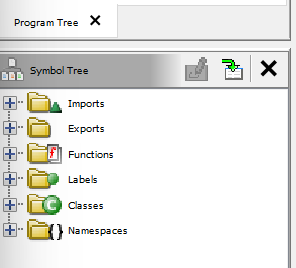 Program Tree
Symbol Tree
Imports
Exports
Functions
Labels
Classes
Namespaces